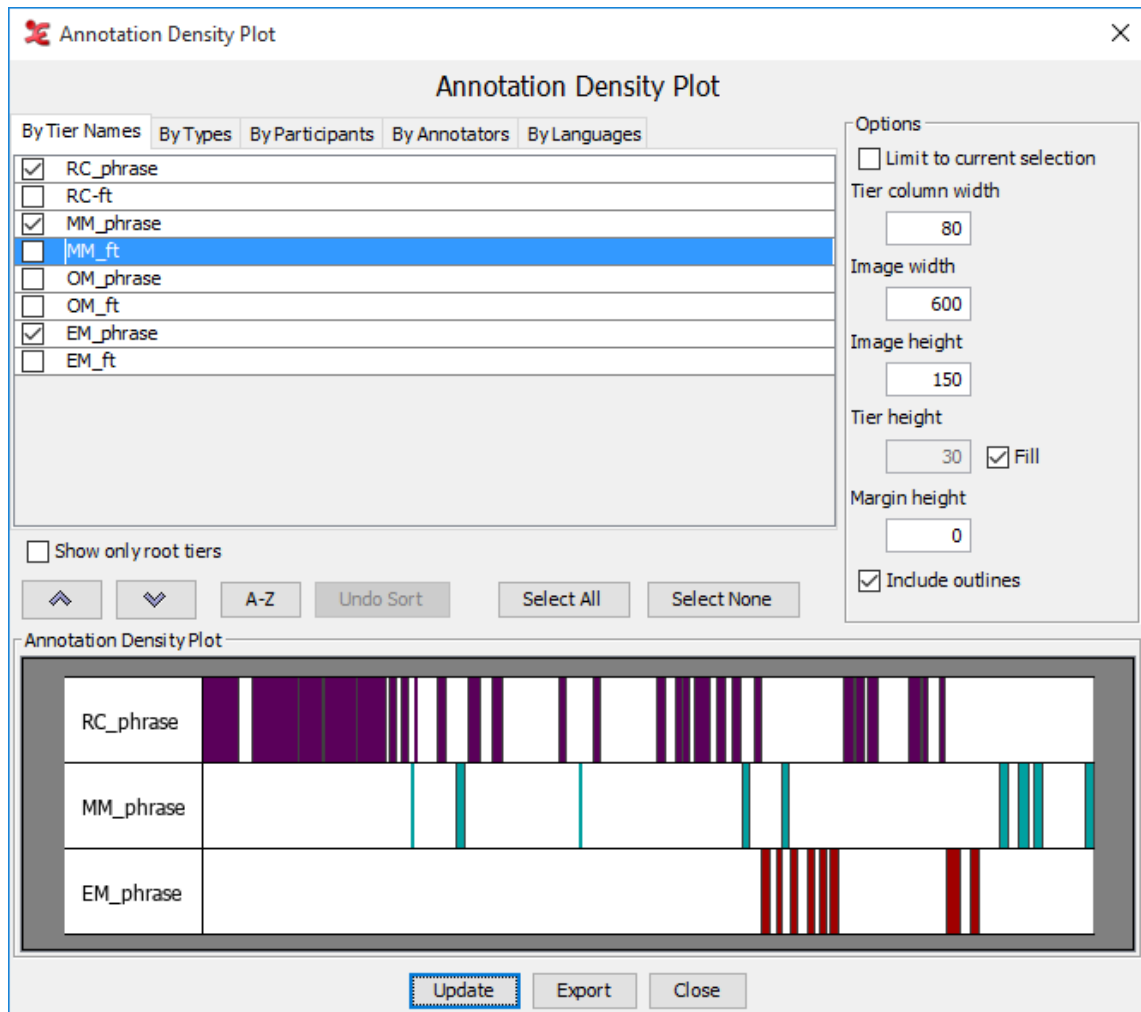 Annotation Density Plot
Annotation Density Plot
By Tier Names By Types By Participants By Annotators By Languages
RC_phrase
RC-ft
MM_phrase
MM_ft
OM_phrase
OM_ft
EM_phrase
EM_ft
Show only root tiers
A-Z Undo Sort Select All Select None
Options
Limit to current selection
Tier column width
80
Image width
600
Image height
150
Tier height
30 Fill
Margin height
0
Include outlines
Annotation Density Plot
RC_phrase
MM_phrase
EM_phrase
Update Export Close